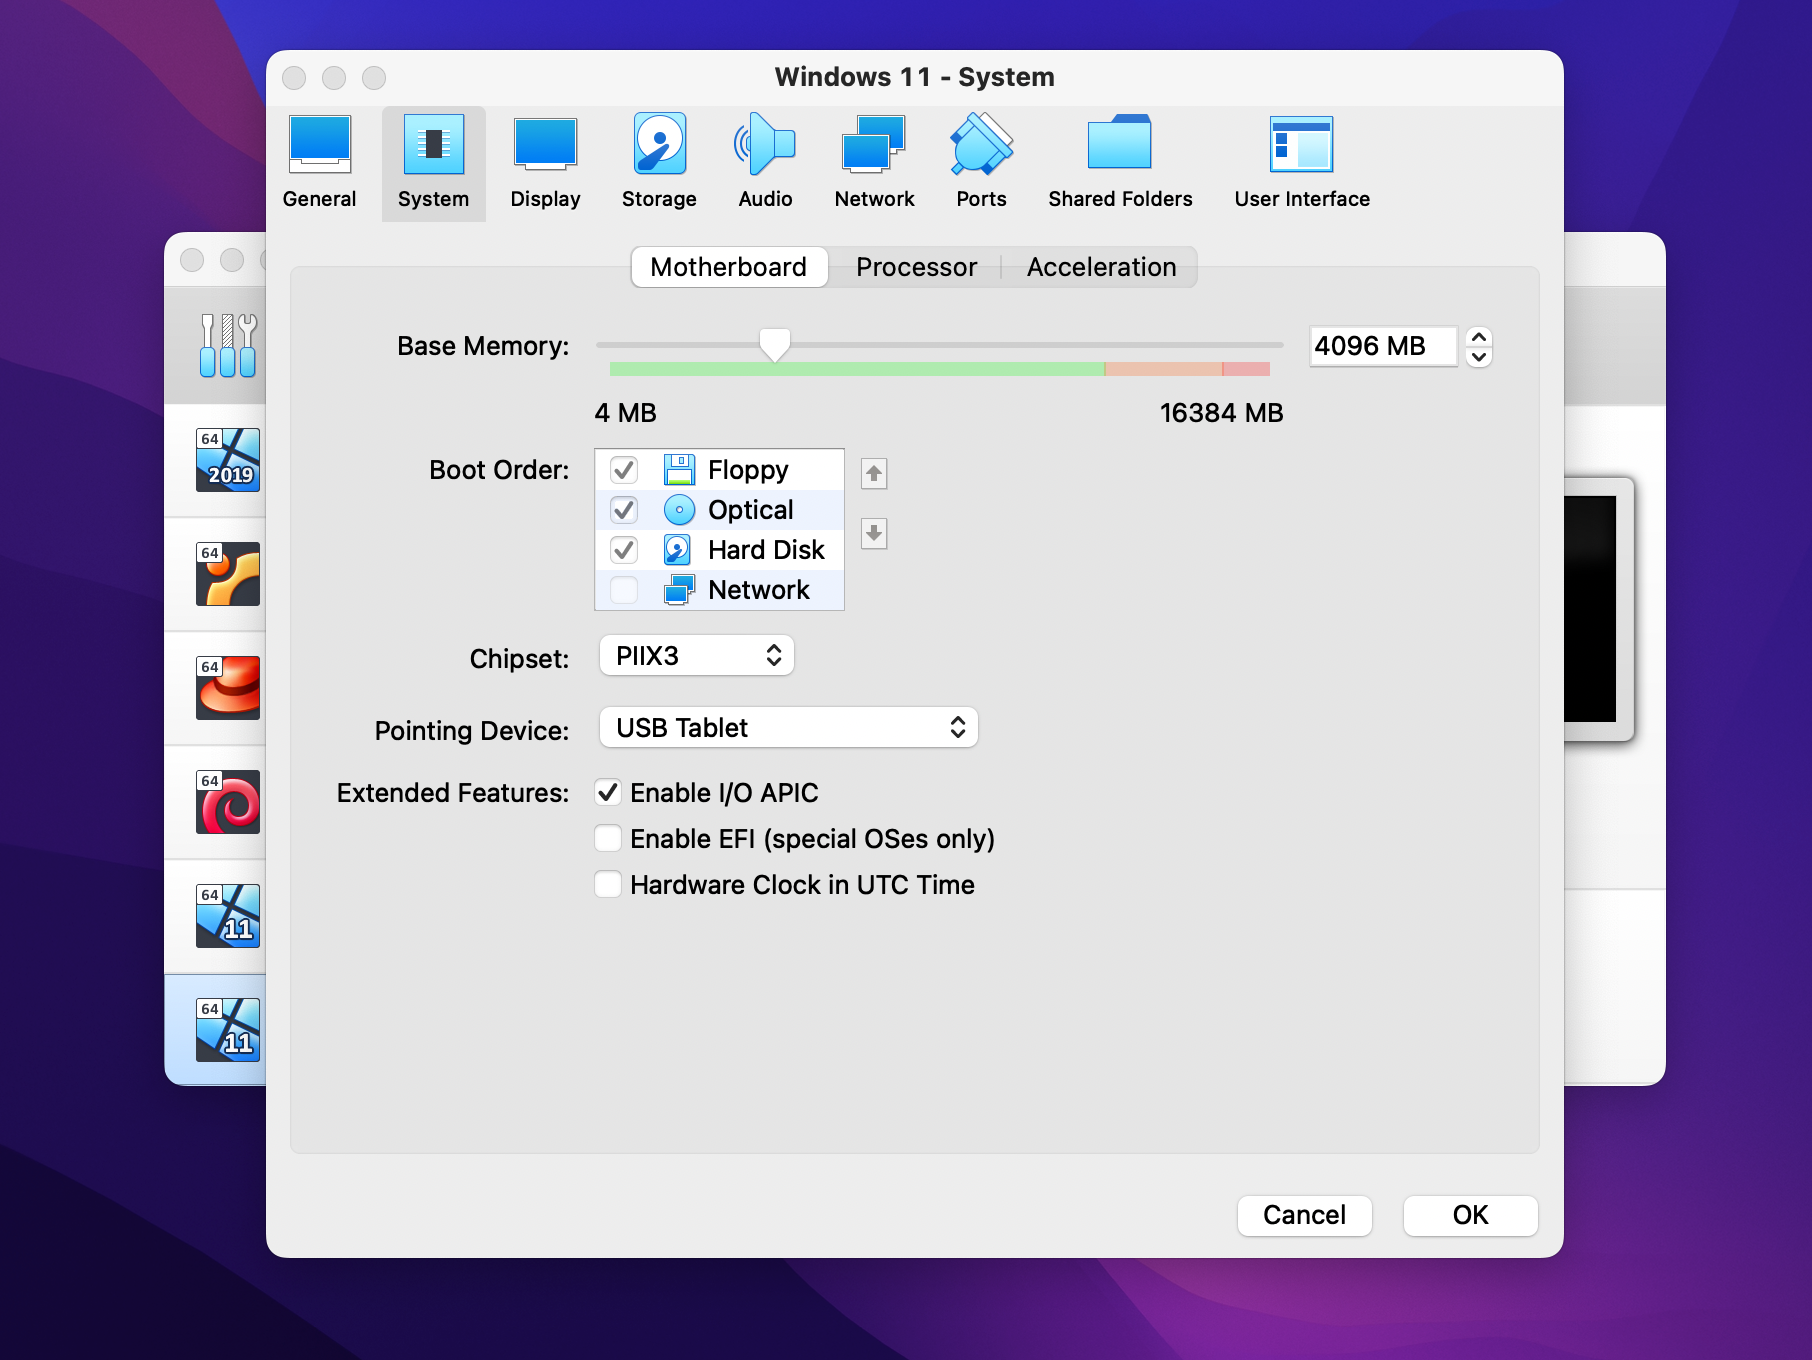 Windows 11 - System
General System Display Storage Audio Network Ports Shared Folders User Interface
Motherboard Processor Acceleration
Base Memory: 4096 MB
4 MB 16384 MB
Boot Order: Floppy
Optical
Hard Disk
Network
Chipset: PIIX3
Pointing Device: USB Tablet
Extended Features: Enable I/O APIC
Enable EFI (special OSes only)
Hardware Clock in UTC Time
Cancel OK
64
2019
64
64
64
64
11
64
11